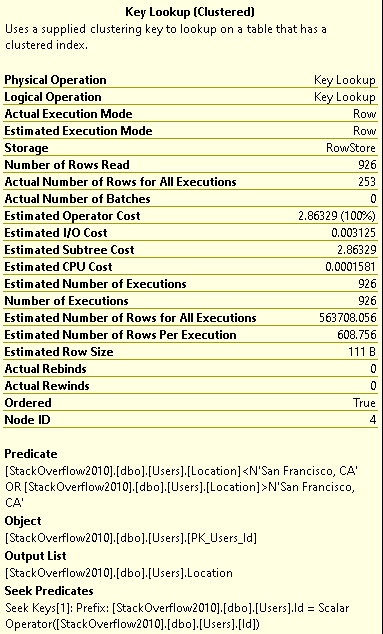 Key Lookup (Clustered)
Uses a supplied clustering key to lookup on a table that has a
clustered index.
Physical Operation Key Lookup
Logical Operation Key Lookup
Actual Execution Mode Row
Estimated Execution Mode Row
Storage RowStore
Number of Rows Read 926
Actual Number of Rows for All Executions 253
Actual Number of Batches 0
Estimated Operator Cost 2.86329 (100%)
Estimated I/O Cost 0.003125
Estimated Subtree Cost 2.86329
Estimated CPU Cost 0.0001581
Estimated Number of Executions 926
Number of Executions 926
Estimated Number of Rows for All Executions 563708.056
Estimated Number of Rows Per Execution 608.756
Estimated Row Size 111 B
Actual Rebinds 0
Actual Rewinds 0
Ordered True
Node ID 4
Predicate
[StackOverflow2010].[dbo].[Users].[Location]<N'San Francisco, CA'
OR [StackOverflow2010].[dbo].[Users].[Location]>N'San Francisco,
CA'
Object
[StackOverflow2010].[dbo].[Users].[PK_Users_Id]
Output List
[StackOverflow2010].[dbo].[Users].Location
Seek Predicates
Seek Keys[1]: Prefix: [StackOverflow2010].[dbo].[Users].Id = Scalar
Operator([StackOverflow2010].[dbo].[Users].[Id])